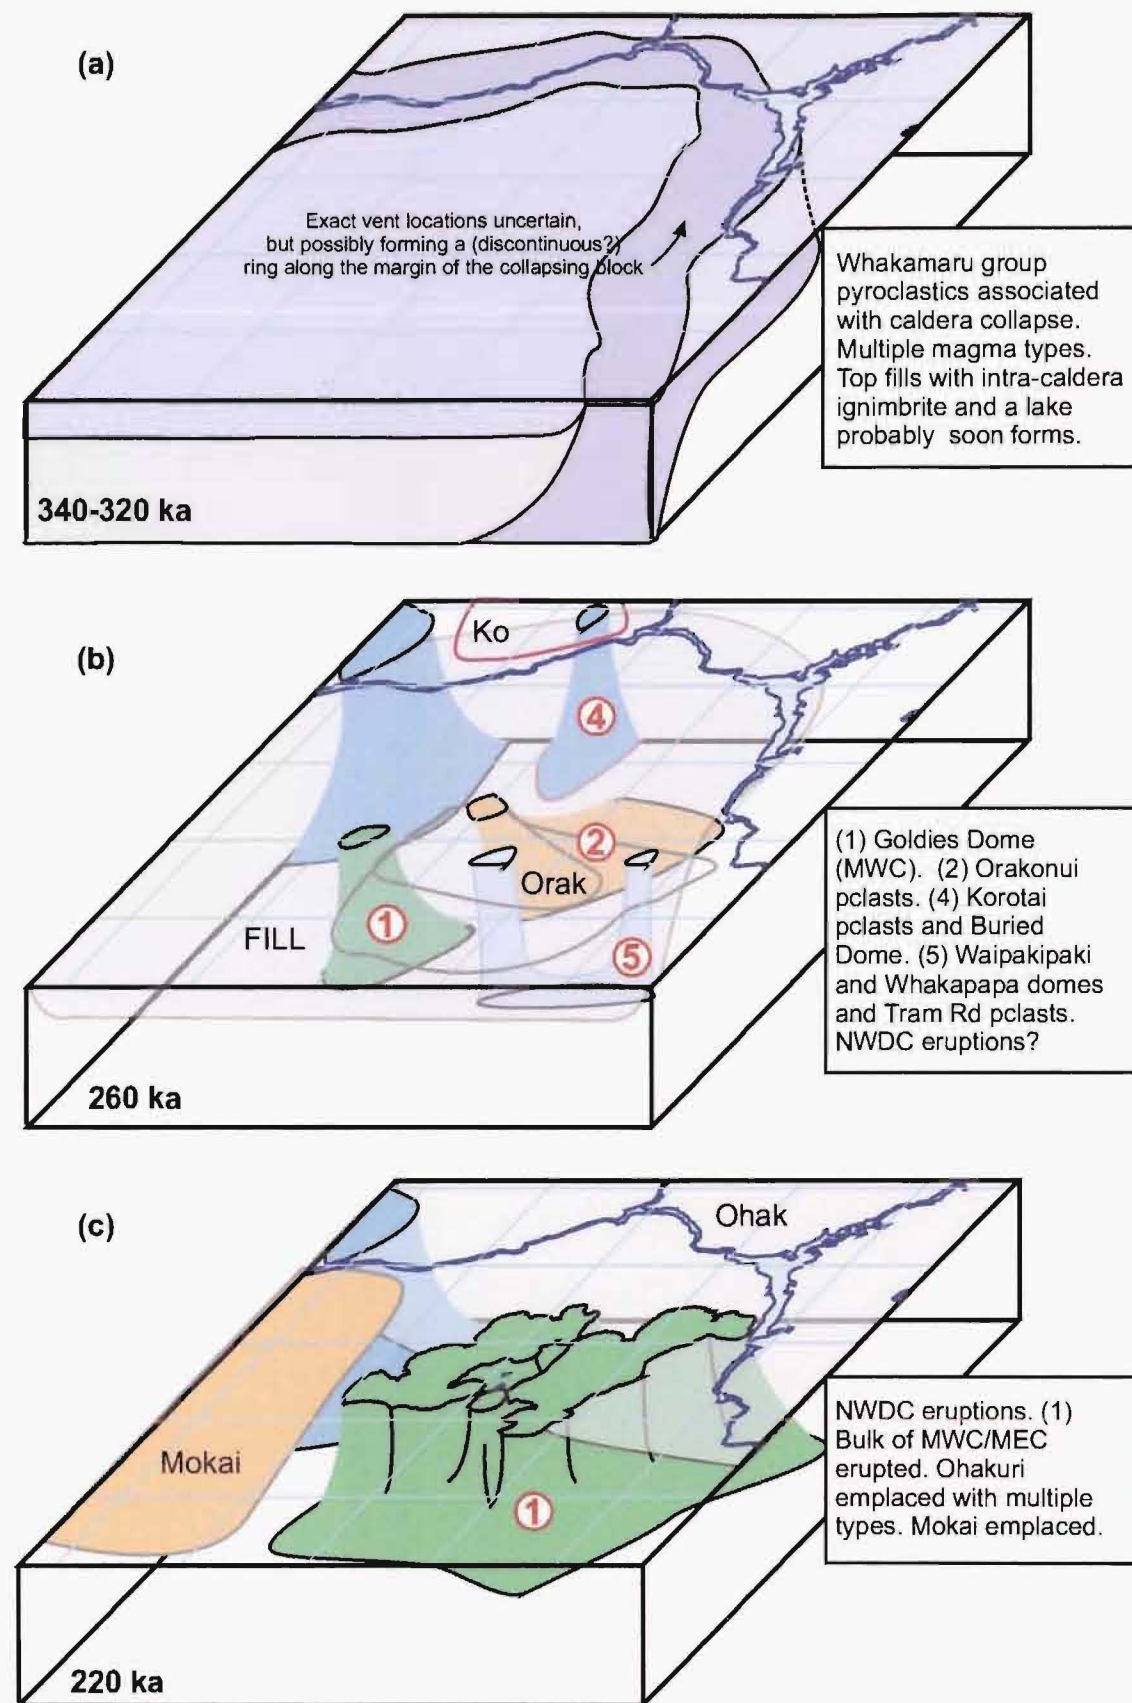 (a)
Exact vent locations uncertain,
but possibly forming a (discontinuous?)
ring along the margin of the collapsing block
Whakamaru group
pyroclastics associated
with caldera collapse.
Multiple magma types.
Top fills with intra-caldera
ignimbrite and a lake
probably soon forms.
340-320 ka
(b)
Ko
4
2
Orak
1
FILL
5
(1) Goldies Dome
(MWC). (2) Orakonui
pclasts. (4) Korotai
pclasts and Buried
Dome. (5) Waipakipaki
and Whakapapa domes
and Tram Rd pclasts.
NWDC eruptions?
260 ka
(c)
Ohak
Mokai
1
NWDC eruptions. (1)
Bulk of MWC/MEC
erupted. Ohakuri
emplaced with multiple
types. Mokai emplaced.
220 ka